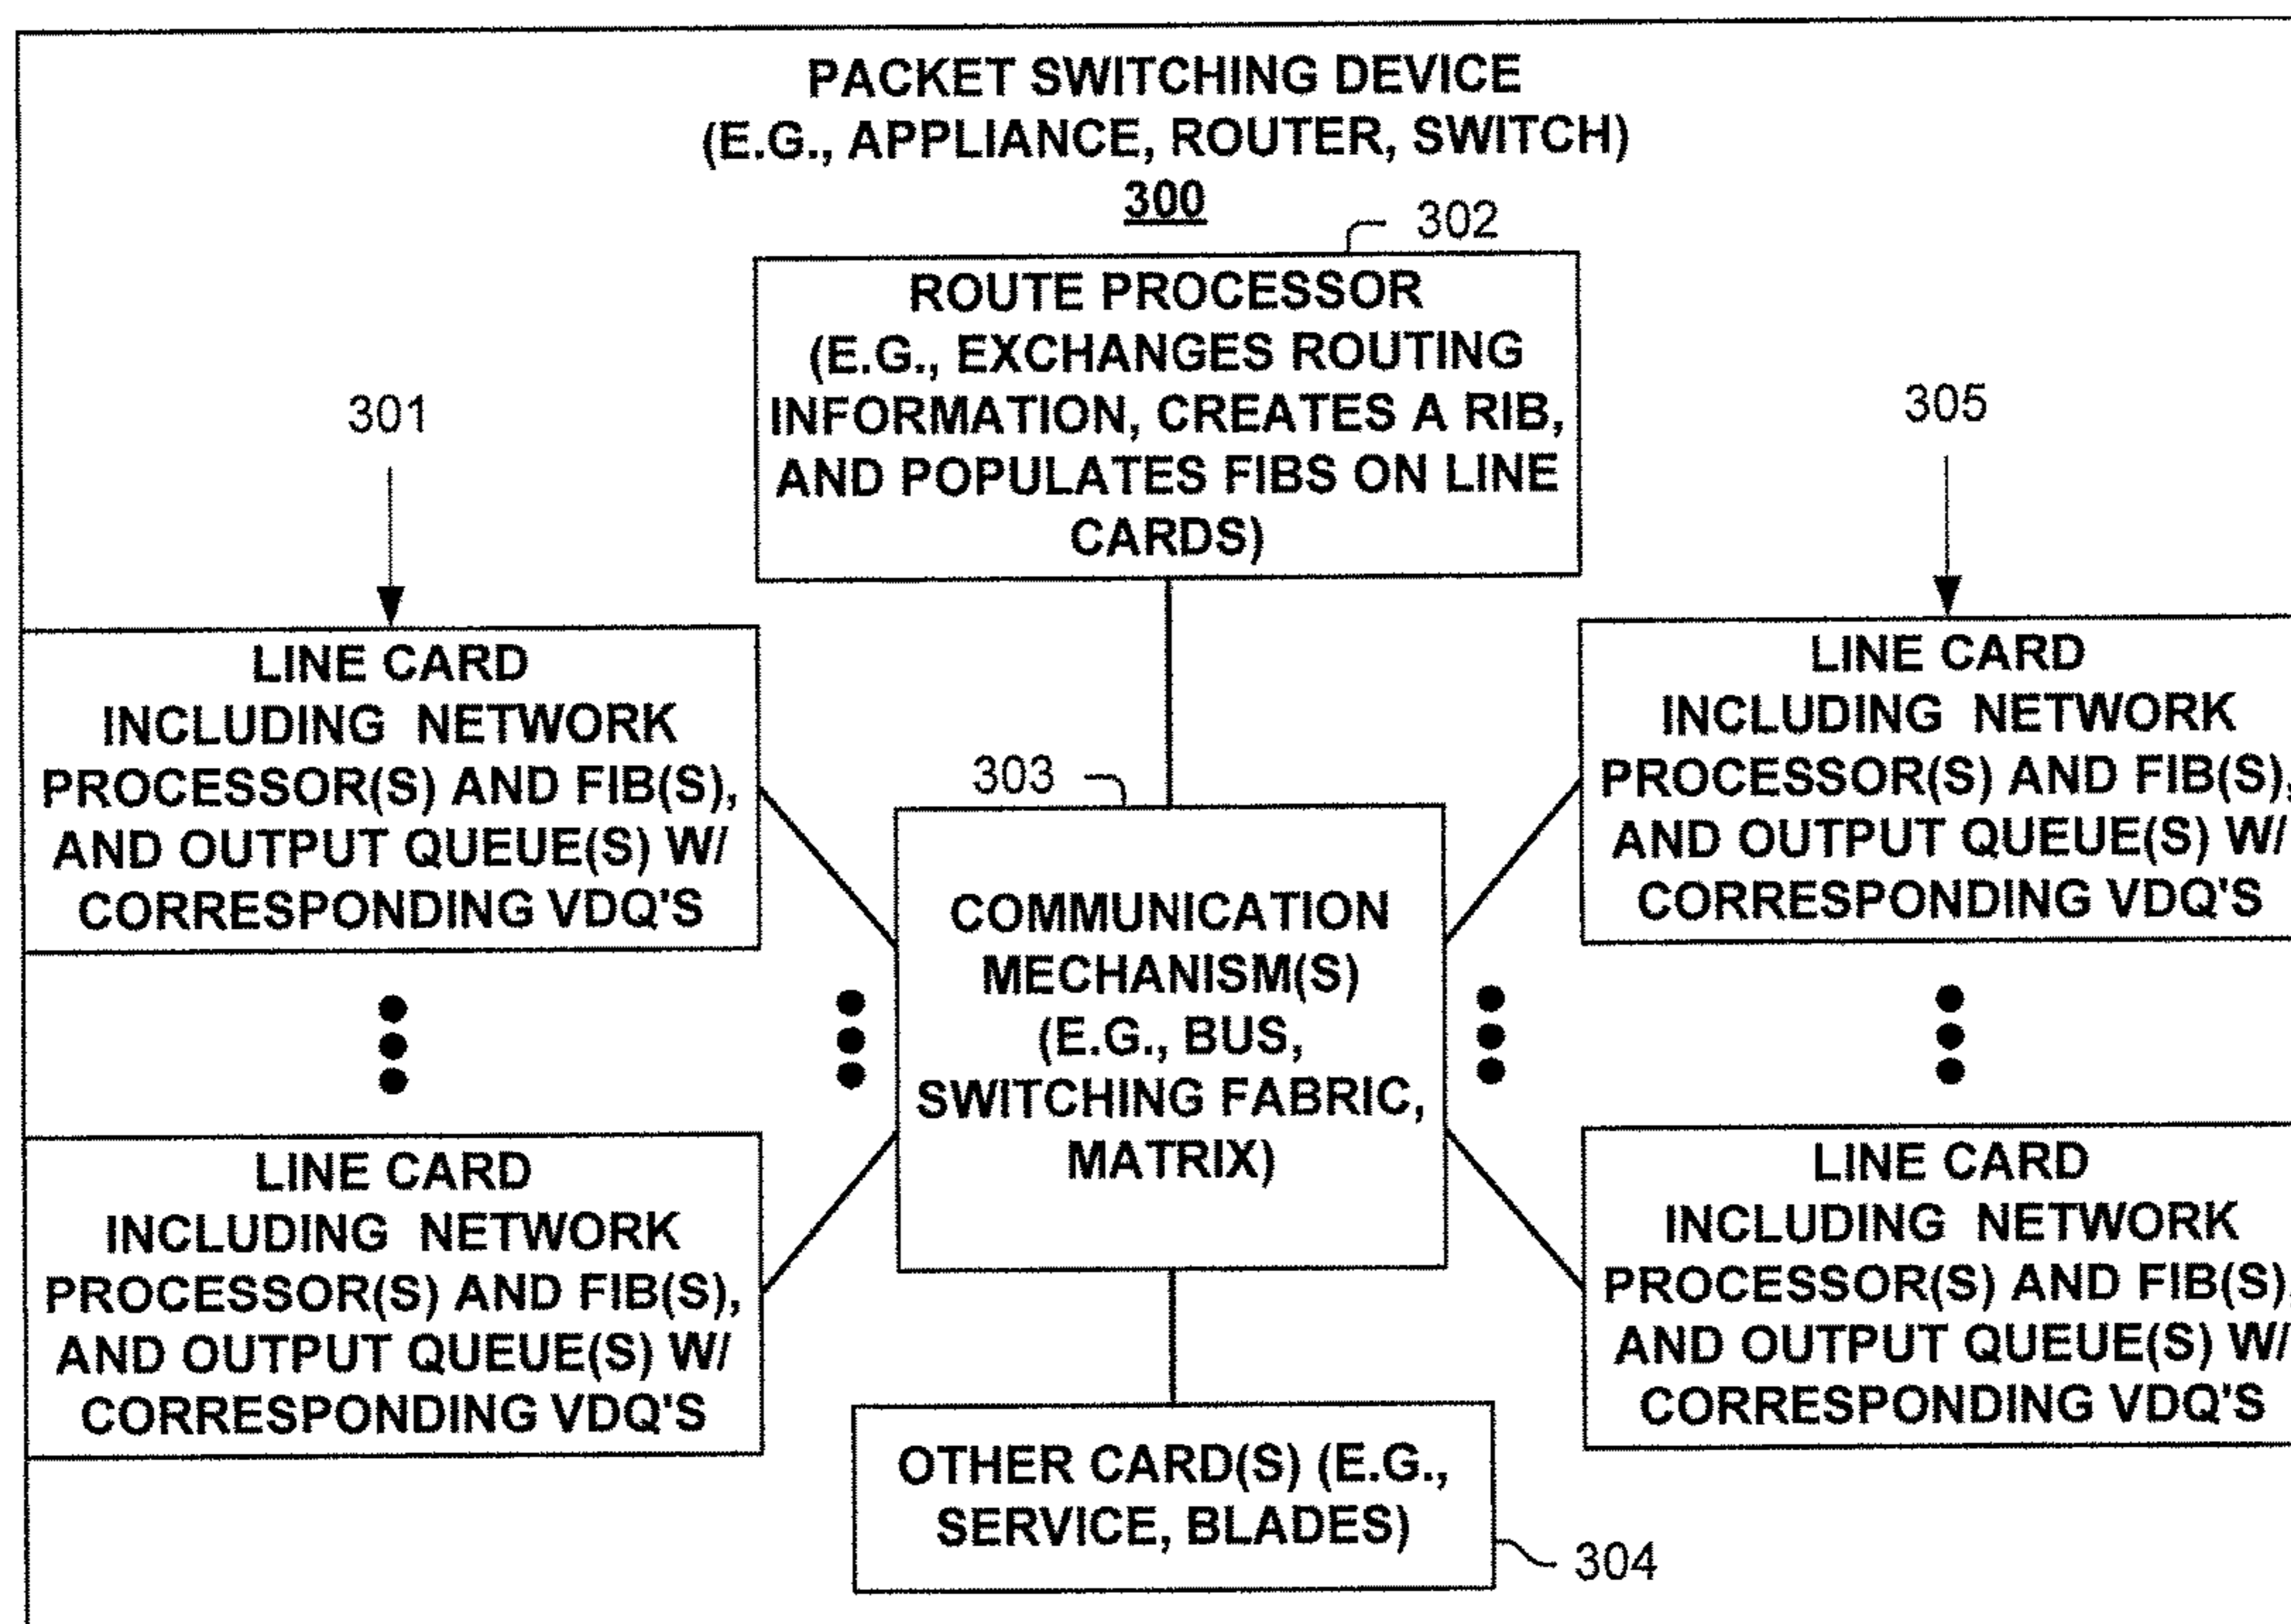 PACKET SWITCHING DEVICE
(E.G., APPLIANCE, ROUTER, SWITCH)
300
302
ROUTE PROCESSOR
(E.G., EXCHANGES ROUTING
INFORMATION, CREATES A RIB,
AND POPULATES FIBS ON LINE
CARDS)
301
305
LINE CARD
INCLUDING NETWORK
PROCESSOR(S) AND FIB(S),
AND OUTPUT QUEUE(S) W/
CORRESPONDING VDQ'S
303
COMMUNICATION
MECHANISM(S)
(E.G., BUS,
SWITCHING FABRIC,
MATRIX)
LINE CARD
INCLUDING NETWORK
PROCESSOR(S) AND FIB(S),
AND OUTPUT QUEUE(S) W/
CORRESPONDING VDQ'S
LINE CARD
INCLUDING NETWORK
PROCESSOR(S) AND FIB(S),
AND OUTPUT QUEUE(S) W/
CORRESPONDING VDQ'S
LINE CARD
INCLUDING NETWORK
PROCESSOR(S) AND FIB(S),
AND OUTPUT QUEUE(S) W/
CORRESPONDING VDQ'S
OTHER CARD(S) (E.G.,
SERVICE, BLADES)
304